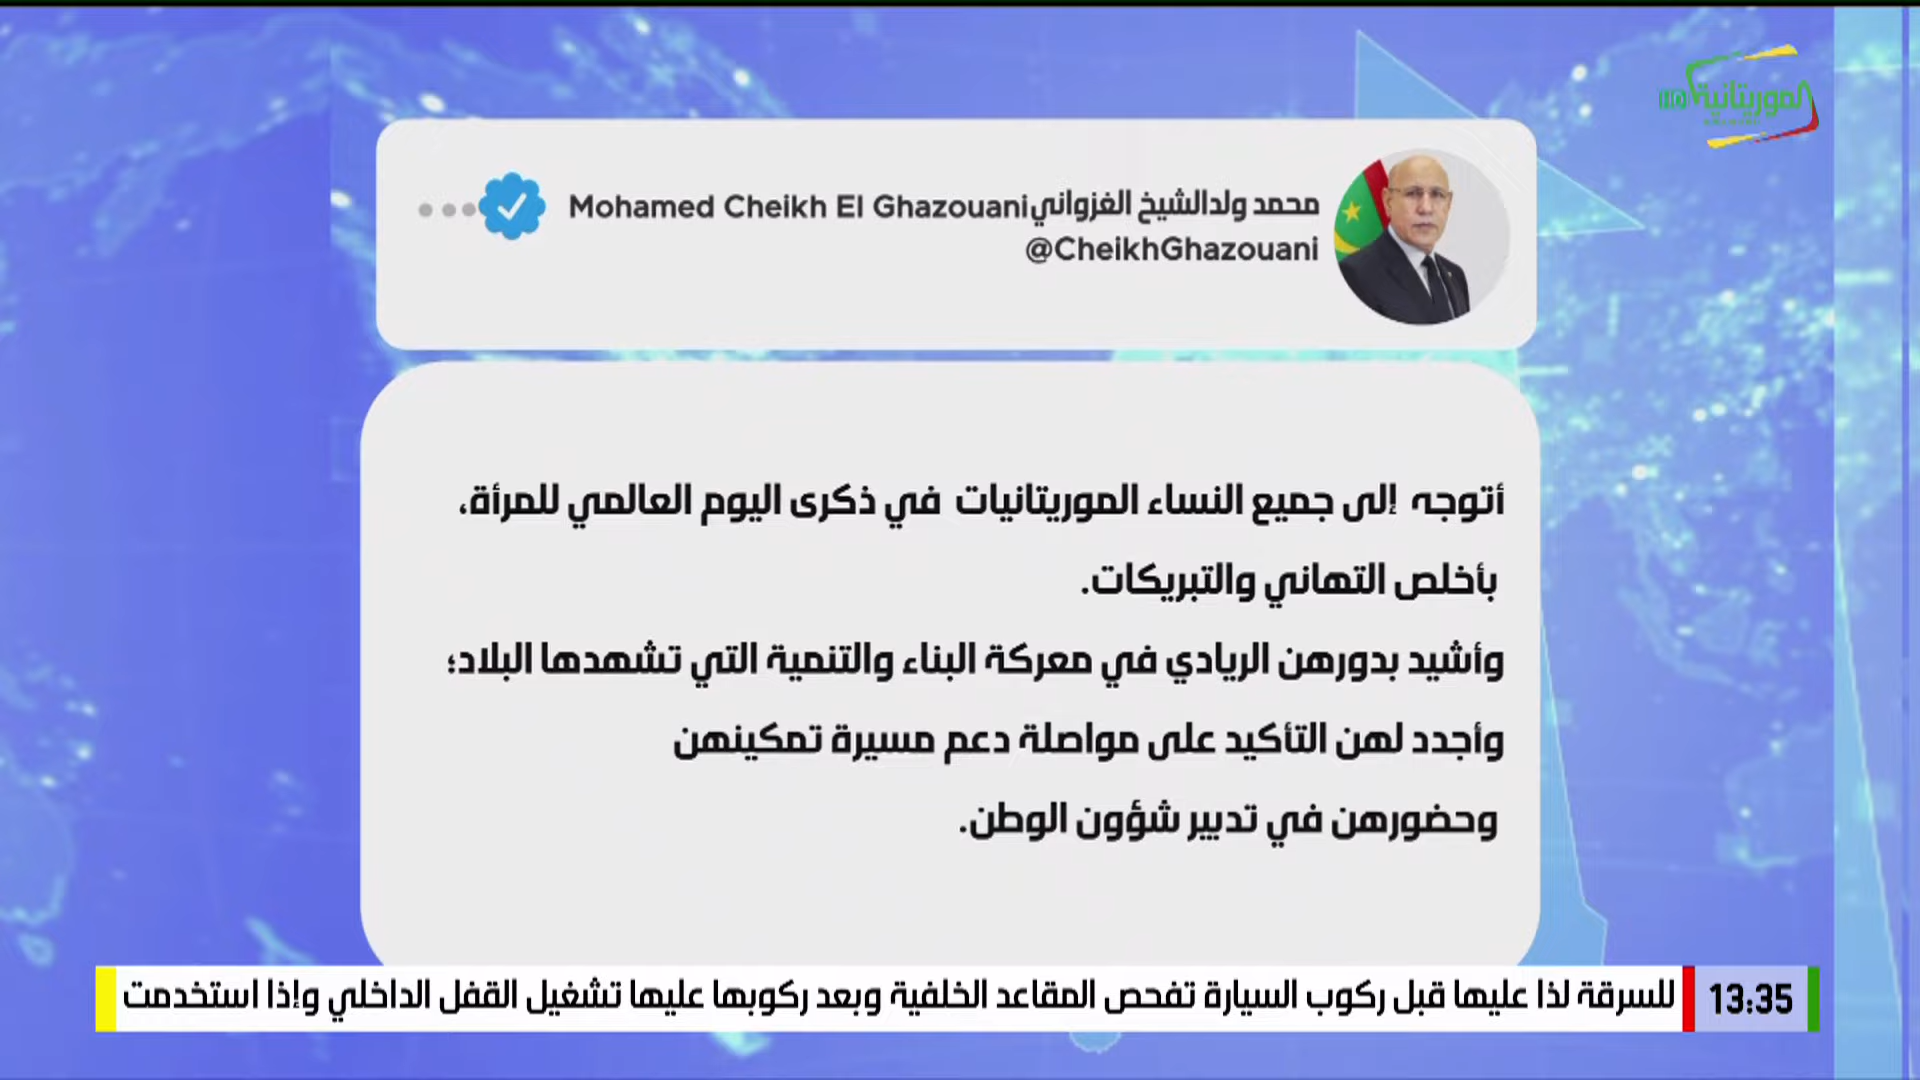 الموريتانية HD
محمد ولدالشيخ الغزواني Mohamed Cheikh El Ghazouani
@CheikhGhazouani
أتوجه إلى جميع النساء الموريتانيات في ذكرى اليوم العالمي للمرأة،
بأخلص التهاني والتبريكات.
وأشيد بدورهن الريادي في معركة البناء والتنمية التي تشهدها البلاد؛
وأجدد لهن التأكيد على مواصلة دعم مسيرة تمكينهن
وحضورهن في تدبير شؤون الوطن.
13:35 للسرقة لذا عليها قبل ركوب السيارة تفحص المقاعد الخلفية وبعد ركوبها عليها تشغيل القفل الداخلي وإذا استخدمت